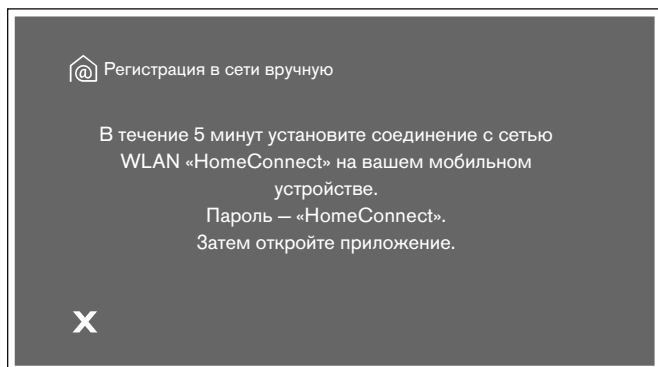 @ Регистрация в сети вручную
В течение 5 минут установите соединение с сетью
WLAN «HomeConnect» на вашем мобильном
устройстве.
Пароль – «HomeConnect».
Затем откройте приложение.
X